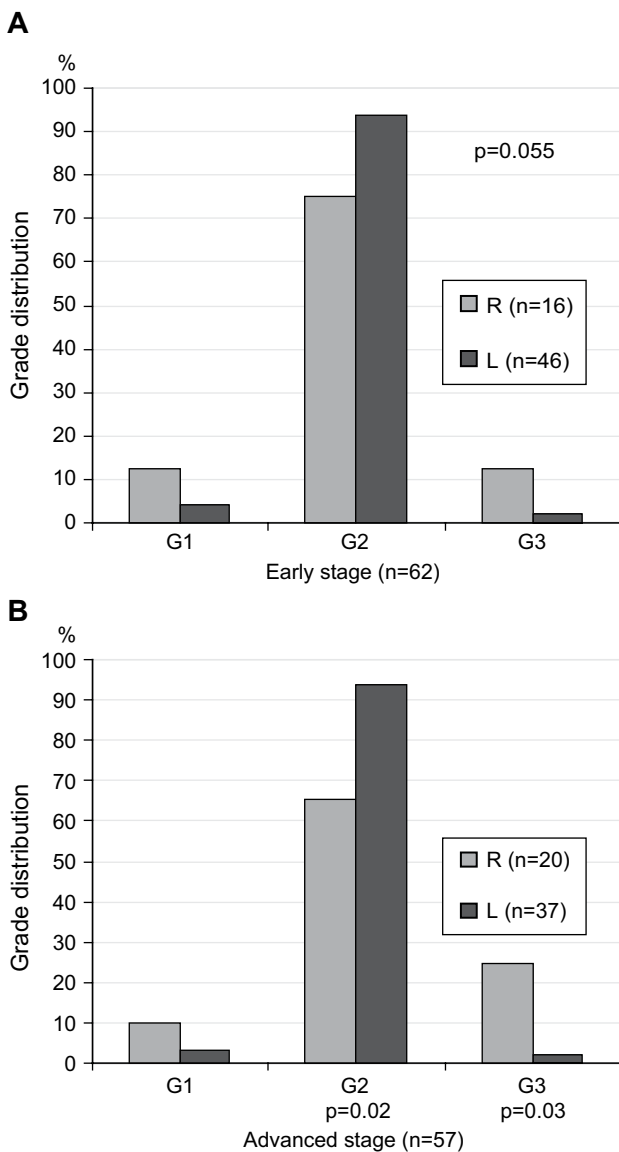 A
%
100
90
80
70
60
50
40
30
20
10
0
Grade distribution
p=0.055
R (n=16)
L (n=46)
G1 G2 G3
Early stage (n=62)
B
%
100
90
80
70
60
50
40
30
20
10
0
Grade distribution
R (n=20)
L (n=37)
G1 G2 G3
p=0.02 p=0.03
Advanced stage (n=57)